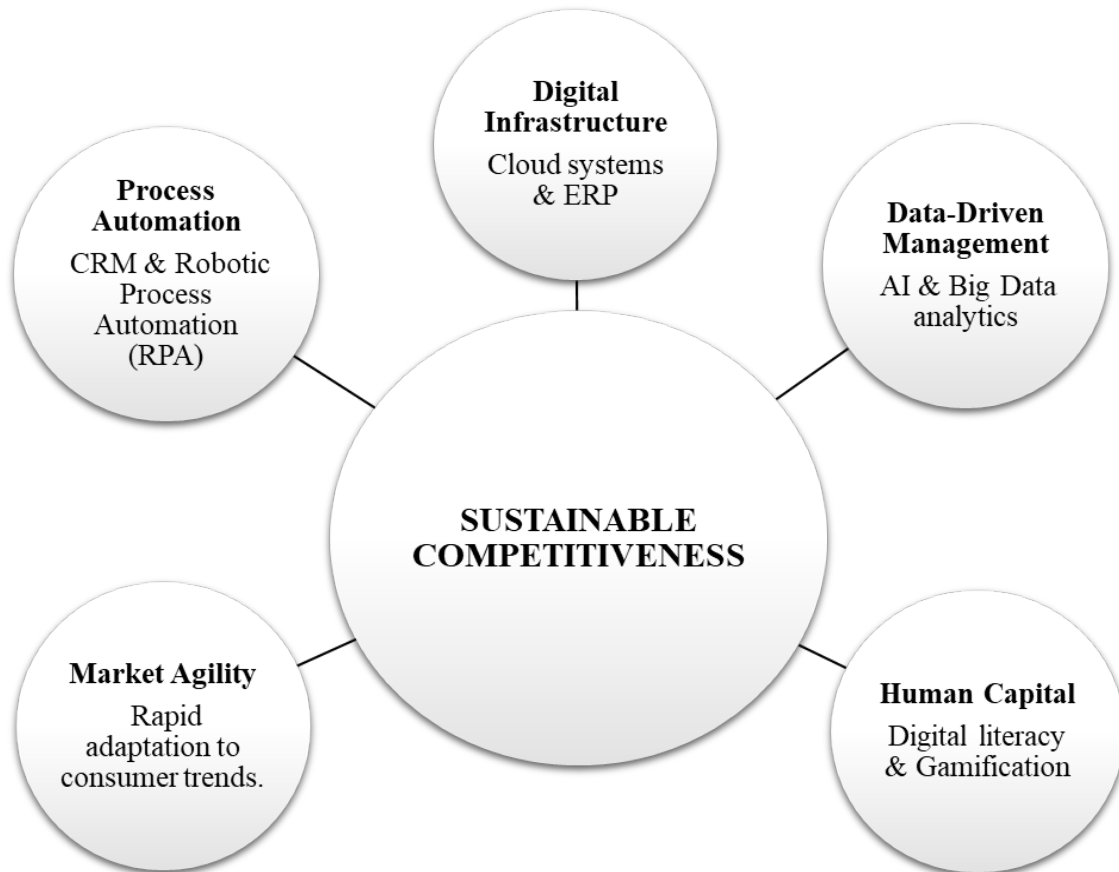 Digital
Infrastructure
Cloud systems
& ERP
Data-Driven
Management
AI & Big Data
analytics
Human Capital
Digital literacy
& Gamification
Market Agility
Rapid
adaptation to
consumer trends.
Process
Automation
CRM & Robotic
Process
Automation
(RPA)
SUSTAINABLE
COMPETITIVENESS